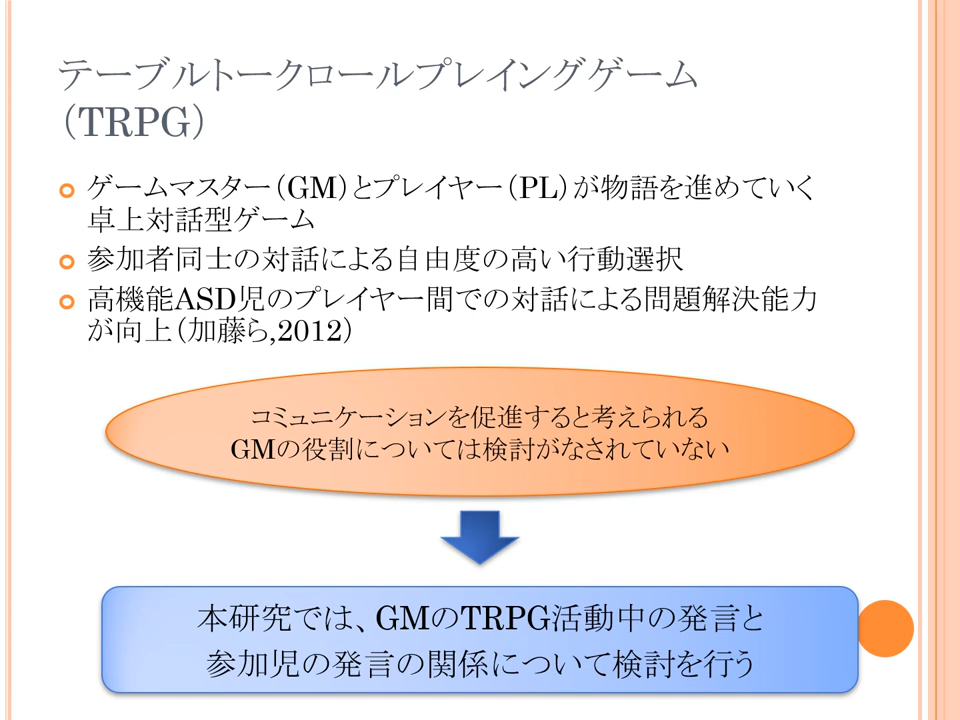 テーブルトークロールプレイングゲーム
（TRPG）
ゲームマスター（GM）とプレイヤー（PL）が物語を進めていく
卓上対話型ゲーム
参加者同士の対話による自由度の高い行動選択
高機能ASD児のプレイヤー間での対話による問題解決能力
が向上（加藤ら,2012）
コミュニケーションを促進すると考えられる
GMの役割については検討がなされていない
本研究では、GMのTRPG活動中の発言と
参加児の発言の関係について検討を行う